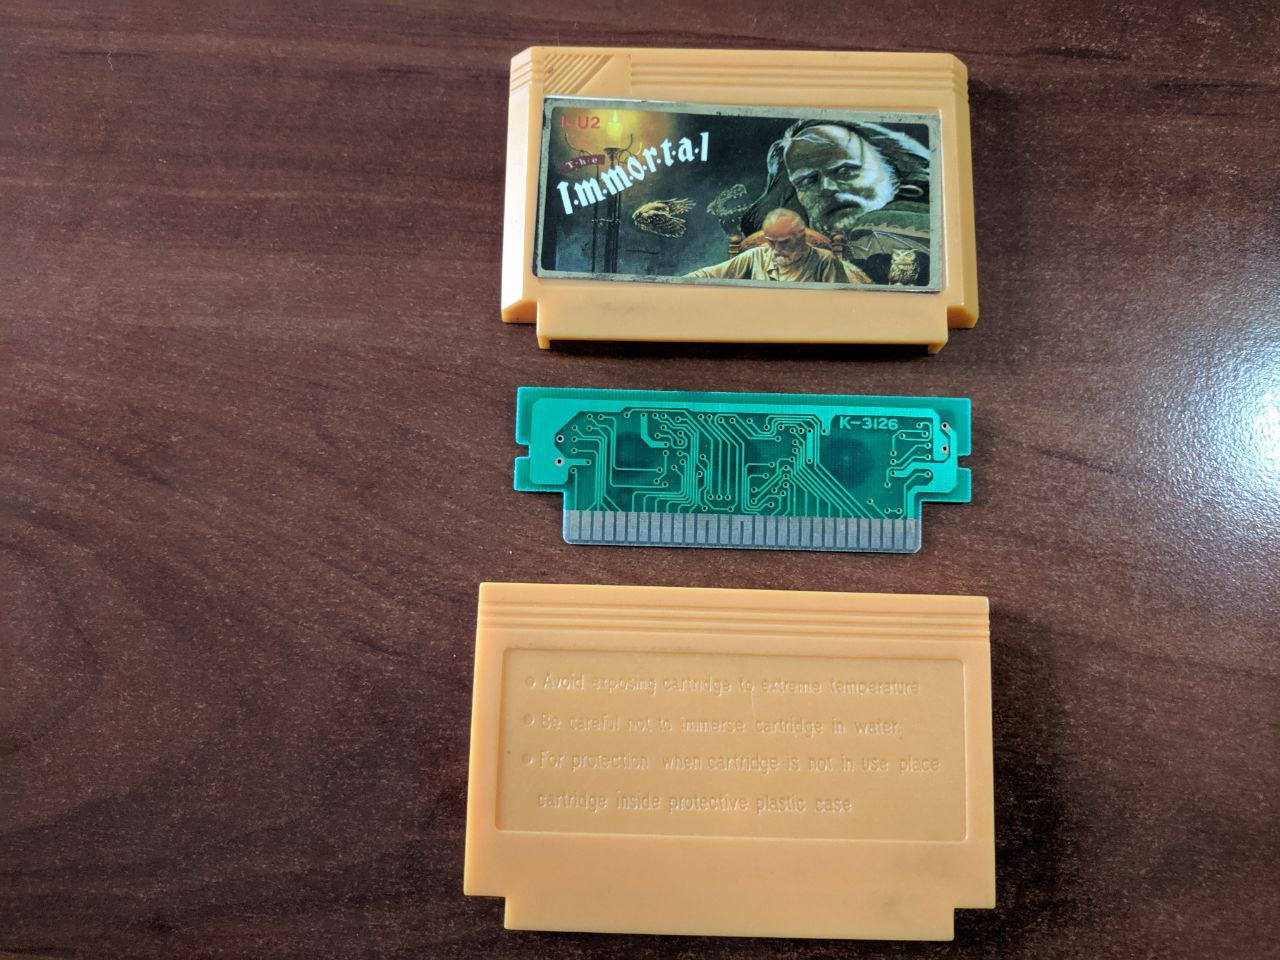 I-U2
The
I·m·m·o·r·t·a·l
K-3126
Avoid exposing cartridge to extreme temperature
Be careful not to immerse cartridge in water.
For protection when cartridge is not in use place
cartridge inside protective plastic case